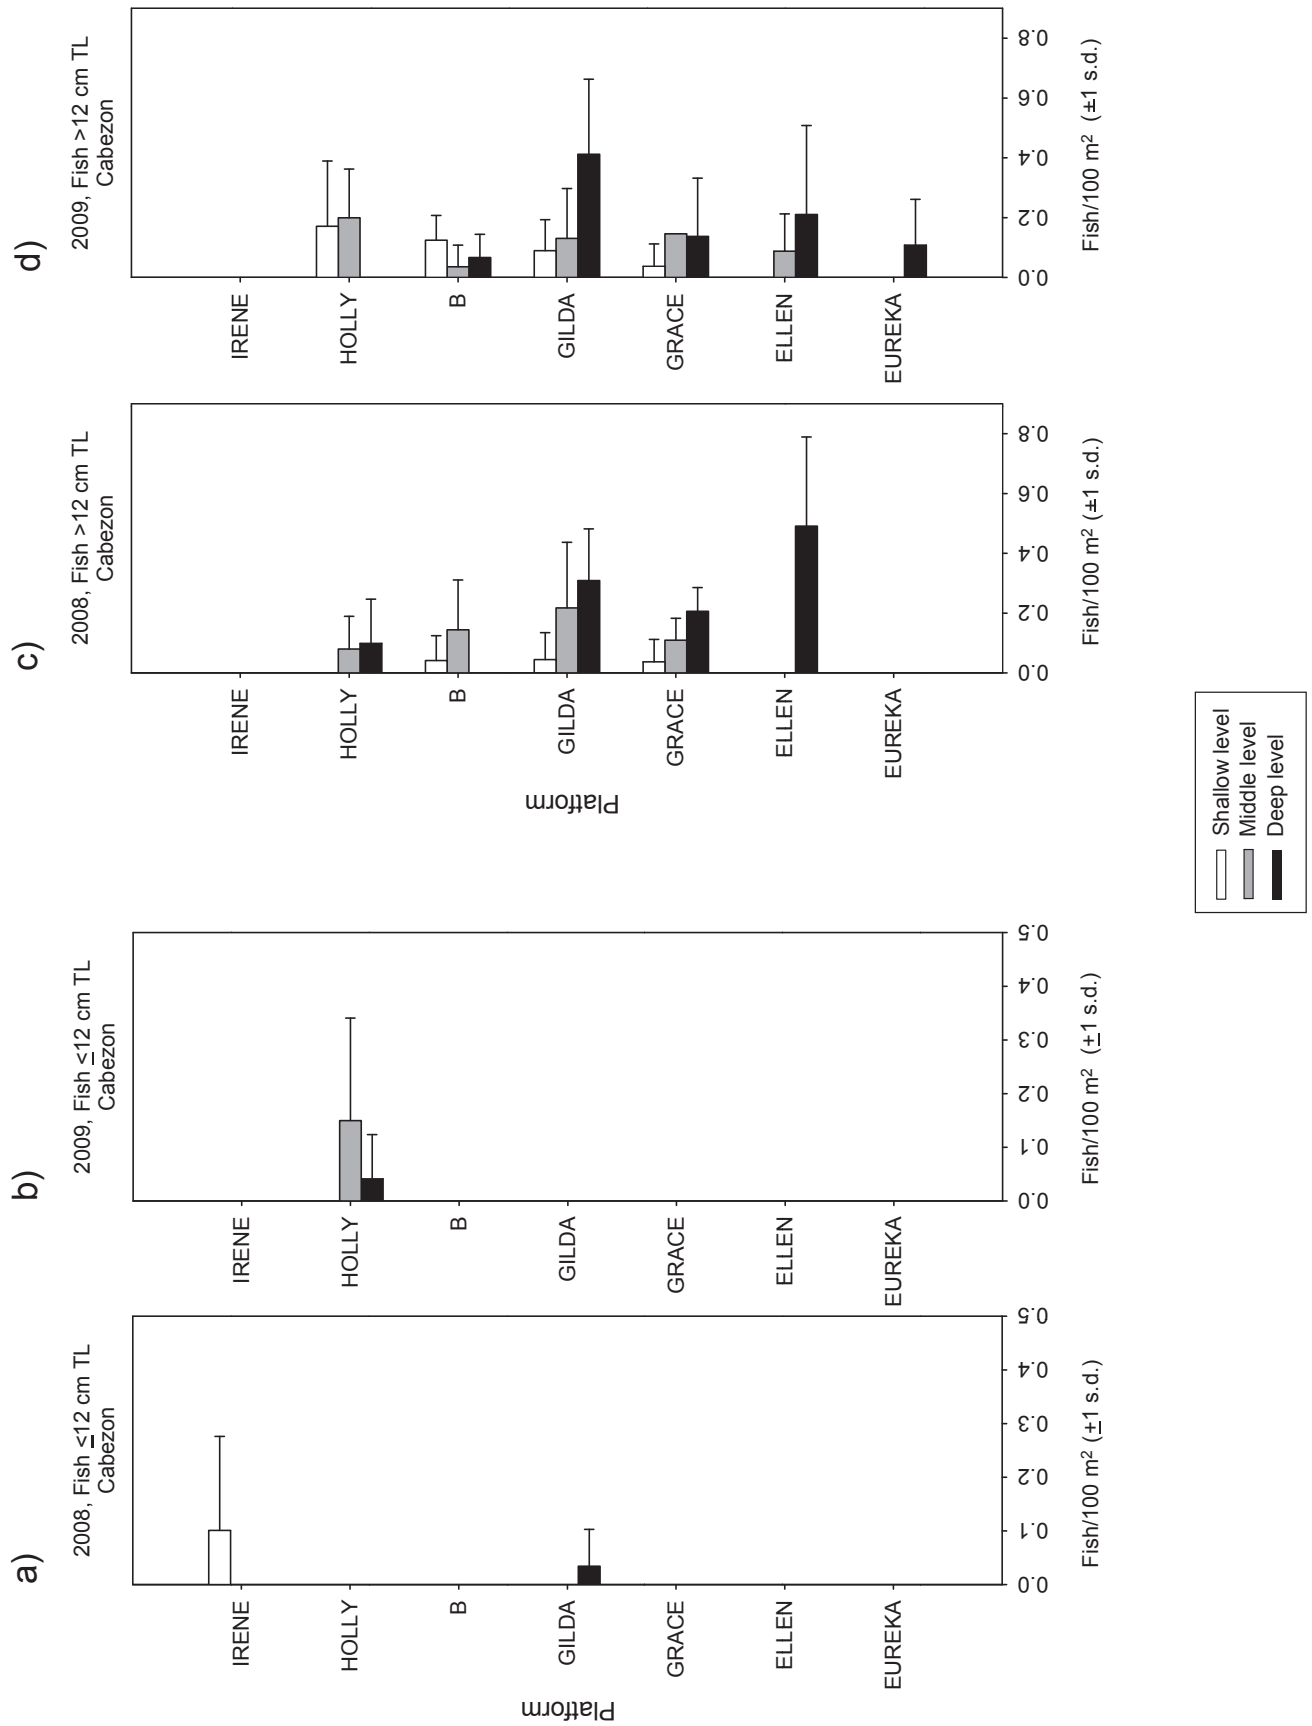 a)
2008, Fish <12 cm TL
Cabezon
Platform
IRENE
HOLLY
B
GILDA
GRACE
ELLEN
EUREKA
0.0
0.1
0.2
0.3
0.4
0.5
Fish/100 m² (+1 s.d.)
b)
2009, Fish <12 cm TL
Cabezon
IRENE
HOLLY
B
GILDA
GRACE
ELLEN
EUREKA
0.0
0.1
0.2
0.3
0.4
0.5
Fish/100 m² (+1 s.d.)
c)
2008, Fish >12 cm TL
Cabezon
Platform
IRENE
HOLLY
B
GILDA
GRACE
ELLEN
EUREKA
0.0
0.2
0.4
0.6
0.8
Fish/100 m² (±1 s.d.)
d)
2009, Fish >12 cm TL
Cabezon
IRENE
HOLLY
B
GILDA
GRACE
ELLEN
EUREKA
0.0
0.2
0.4
0.6
0.8
Fish/100 m² (±1 s.d.)
Shallow level
Middle level
Deep level